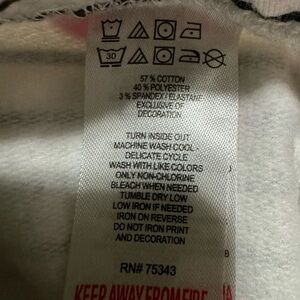 30
57 % COTTON
40 % POLYESTER
3 % SPANDEX / ELASTANE
EXCLUSIVE OF
DECORATION
TURN INSIDE OUT
MACHINE WASH COOL -
DELICATE CYCLE
WASH WITH LIKE COLORS
ONLY NON-CHLORINE
BLEACH WHEN NEEDED
TUMBLE DRY LOW
LOW IRON IF NEEDED
IRON ON REVERSE
DO NOT IRON PRINT
AND DECORATION
RN# 75343
KEEP AWAY FROM FIRE